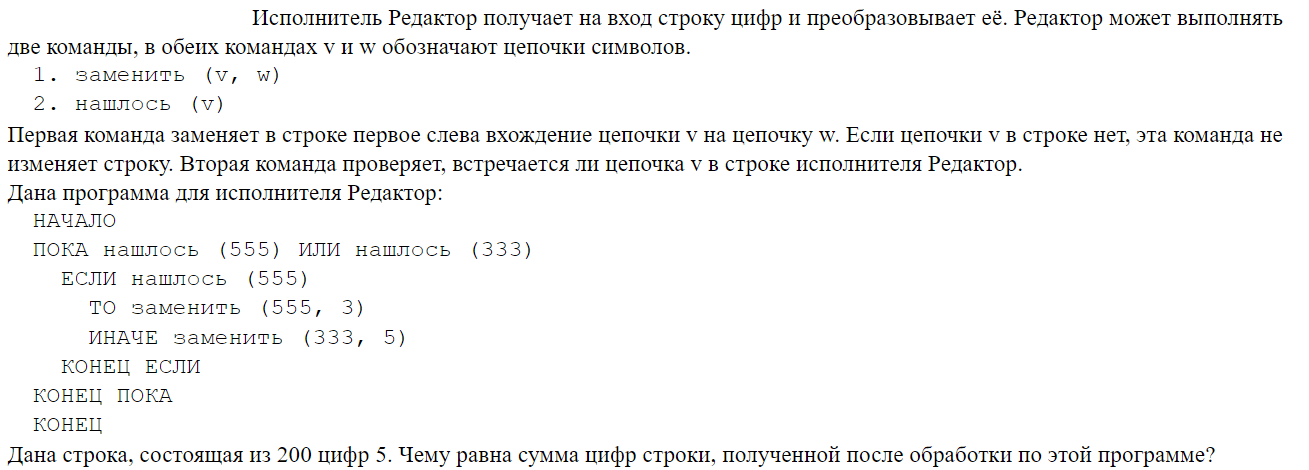 Исполнитель Редактор получает на вход строку цифр и преобразовывает её. Редактор может выполнять
две команды, в обеих командах v и w обозначают цепочки символов.
1. заменить (v, w)
2. нашлось (v)
Первая команда заменяет в строке первое слева вхождение цепочки v на цепочку w. Если цепочки v в строке нет, эта команда не
изменяет строку. Вторая команда проверяет, встречается ли цепочка v в строке исполнителя Редактор.
Дана программа для исполнителя Редактор:
НАЧАЛО
ПОКА нашлось (555) ИЛИ нашлось (333)
ЕСЛИ нашлось (555)
ТО заменить (555, 3)
ИНАЧЕ заменить (333, 5)
КОНЕЦ ЕСЛИ
КОНЕЦ ПОКА
КОНЕЦ
Дана строка, состоящая из 200 цифр 5. Чему равна сумма цифр строки, полученной после обработки по этой программе?